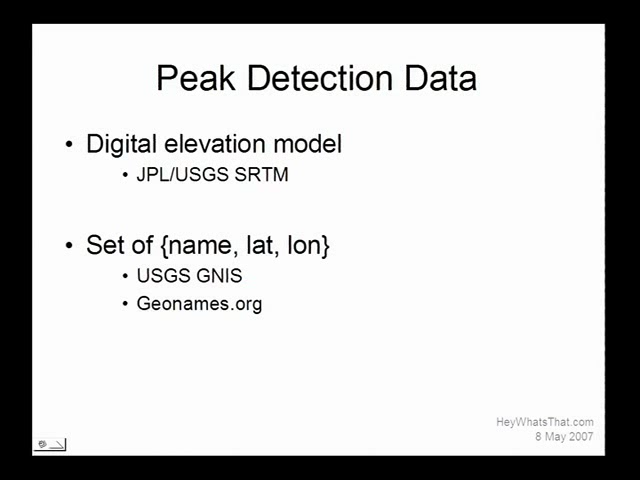 Peak Detection Data
• Digital elevation model
• JPL/USGS SRTM
• Set of {name, lat, lon}
• USGS GNIS
• Geonames.org
HeyWhatsThat.com
8 May 2007